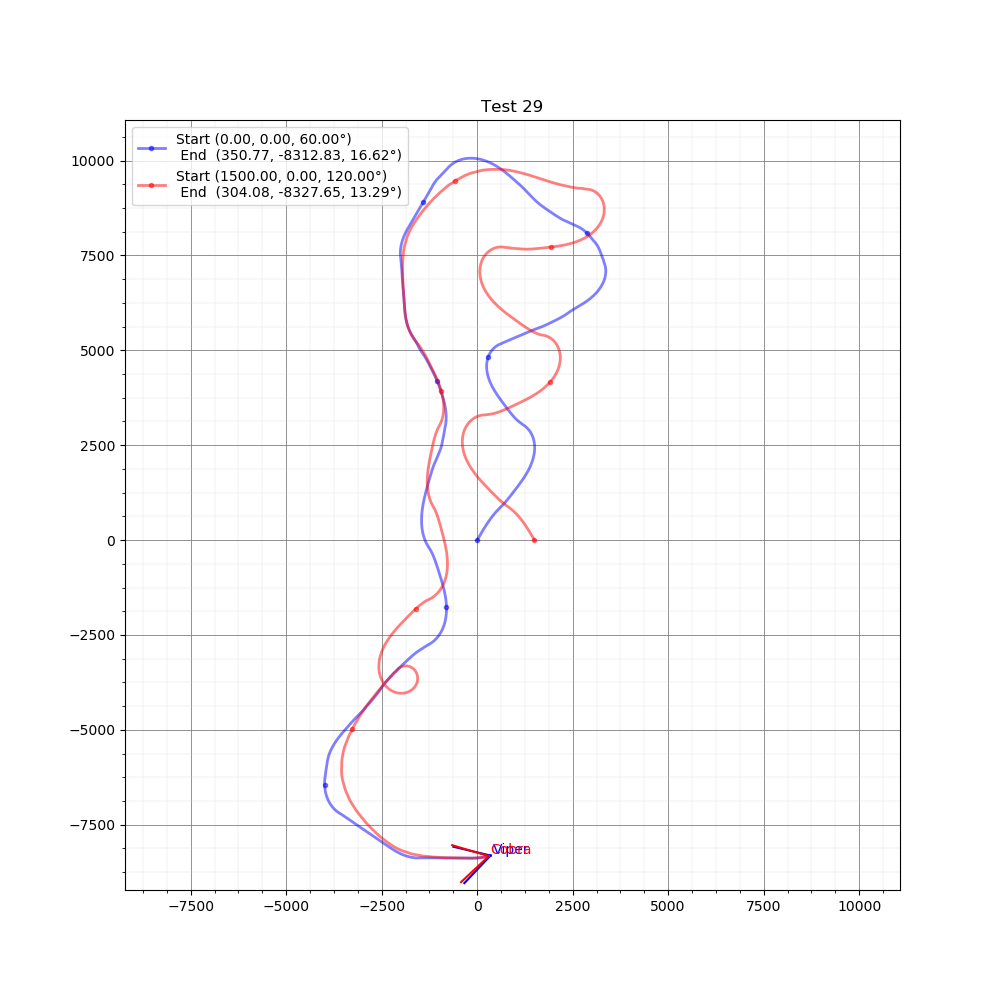 Test 29
Start (0.00, 0.00, 60.00°)
End  (350.77, -8312.83, 16.62°)
Start (1500.00, 0.00, 120.00°)
End  (304.08, -8327.65, 13.29°)
10000
7500
5000
2500
0
−2500
−5000
−7500
Viper
Cobra
−7500 −5000 −2500 0 2500 5000 7500 10000